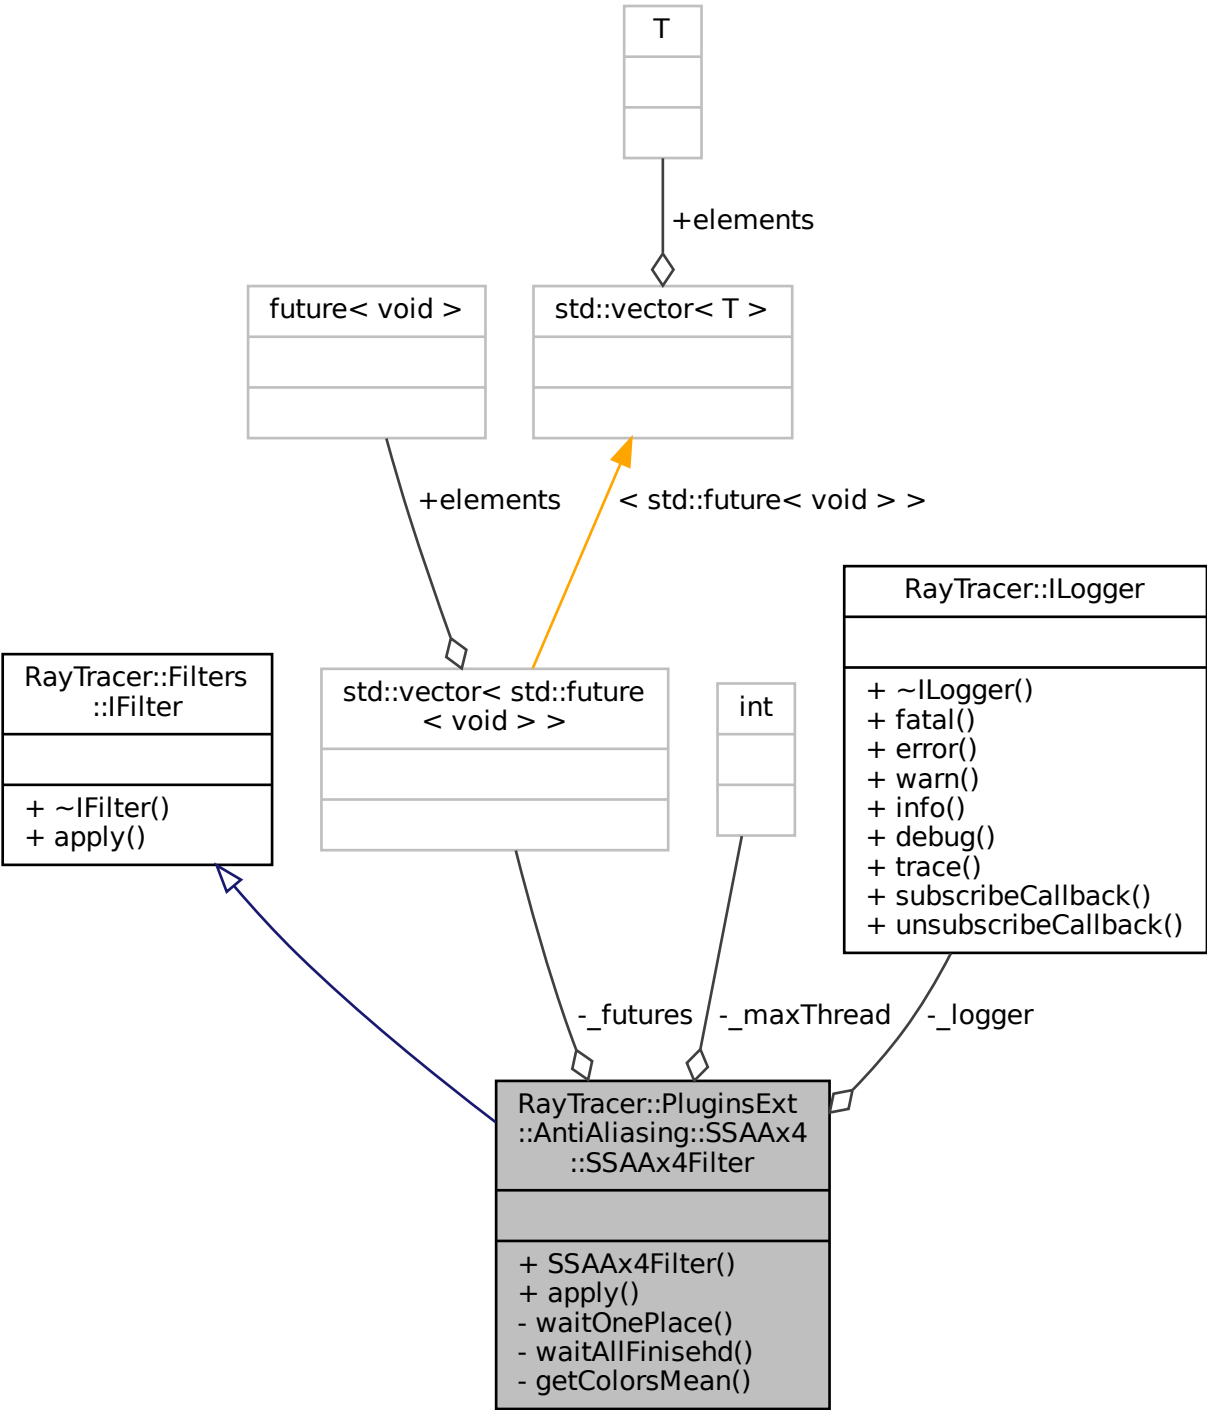 T
+elements
future< void >
std::vector< T >
+elements
< std::future< void > >
RayTracer::ILogger
+ ~ILogger()
+ fatal()
+ error()
+ warn()
+ info()
+ debug()
+ trace()
+ subscribeCallback()
+ unsubscribeCallback()
RayTracer::Filters
::IFilter
+ ~IFilter()
+ apply()
std::vector< std::future
< void > >
int
-_futures
-_maxThread
-_logger
RayTracer::PluginsExt
::AntiAliasing::SSAAx4
::SSAAx4Filter
+ SSAAx4Filter()
+ apply()
- waitOnePlace()
- waitAllFinisehd()
- getColorsMean()